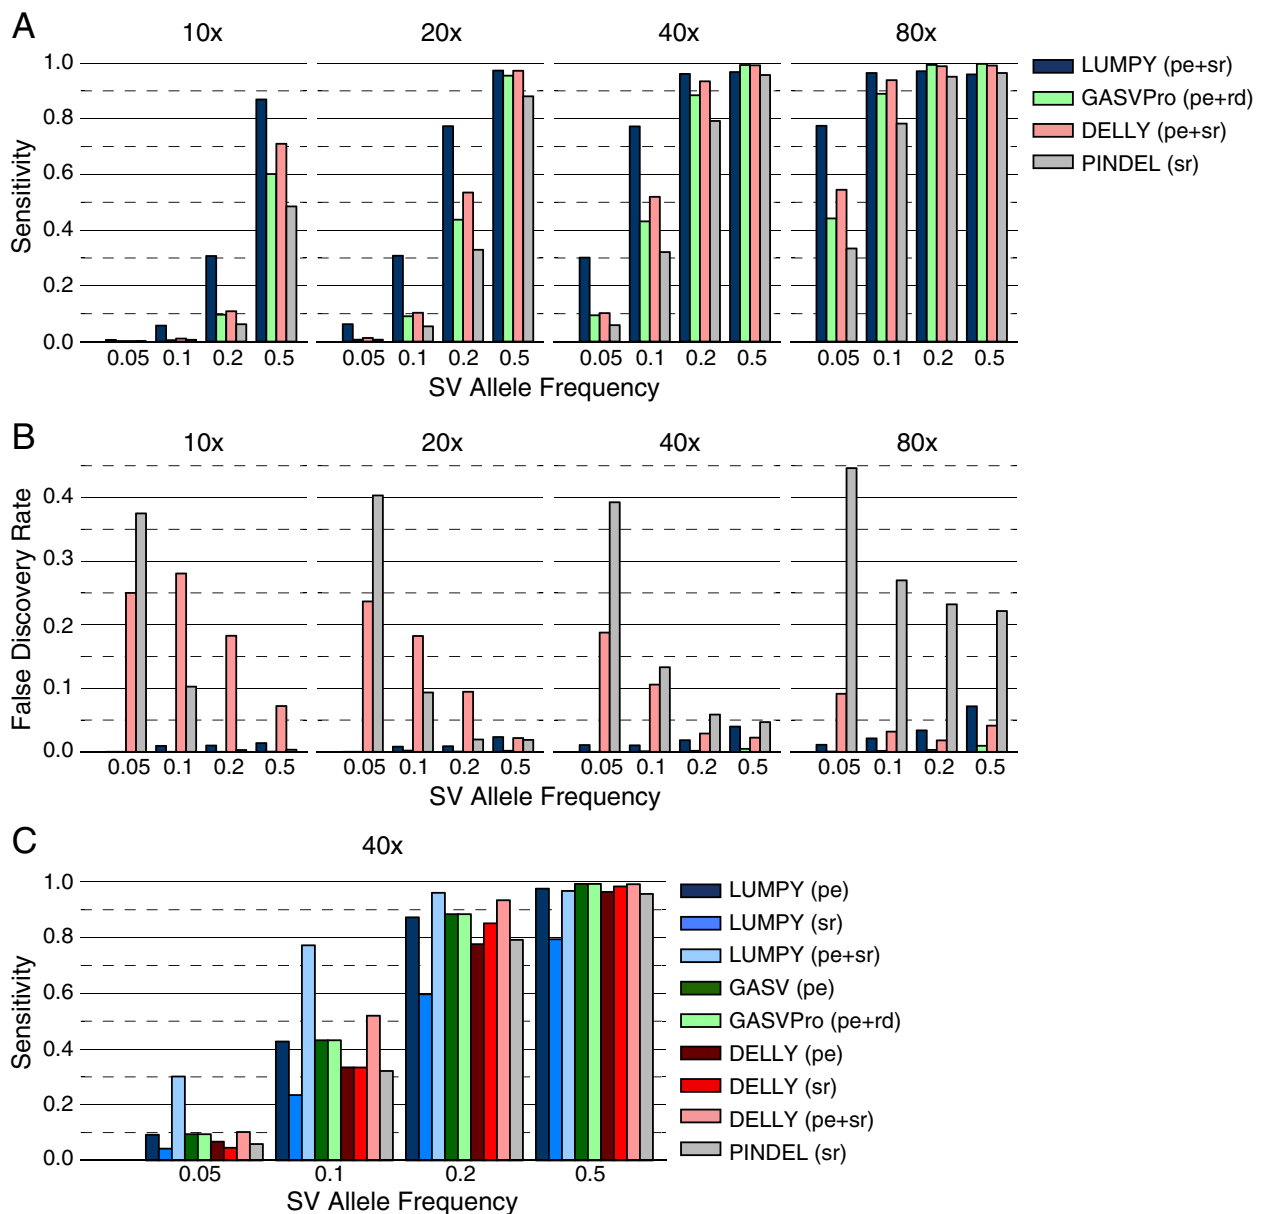 A
10x 20x 40x 80x
LUMPY (pe+sr)
GASVPro (pe+rd)
DELLY (pe+sr)
PINDEL (sr)
Sensitivity
1.0
0.8
0.6
0.4
0.2
0.0
0.05 0.1 0.2 0.5 0.05 0.1 0.2 0.5 0.05 0.1 0.2 0.5 0.05 0.1 0.2 0.5
SV Allele Frequency
B
10x 20x 40x 80x
False Discovery Rate
0.4
0.3
0.2
0.1
0.0
0.05 0.1 0.2 0.5 0.05 0.1 0.2 0.5 0.05 0.1 0.2 0.5 0.05 0.1 0.2 0.5
SV Allele Frequency
C
40x
Sensitivity
1.0
0.8
0.6
0.4
0.2
0.0
0.05 0.1 0.2 0.5
SV Allele Frequency
LUMPY (pe)
LUMPY (sr)
LUMPY (pe+sr)
GASV (pe)
GASVPro (pe+rd)
DELLY (pe)
DELLY (sr)
DELLY (pe+sr)
PINDEL (sr)